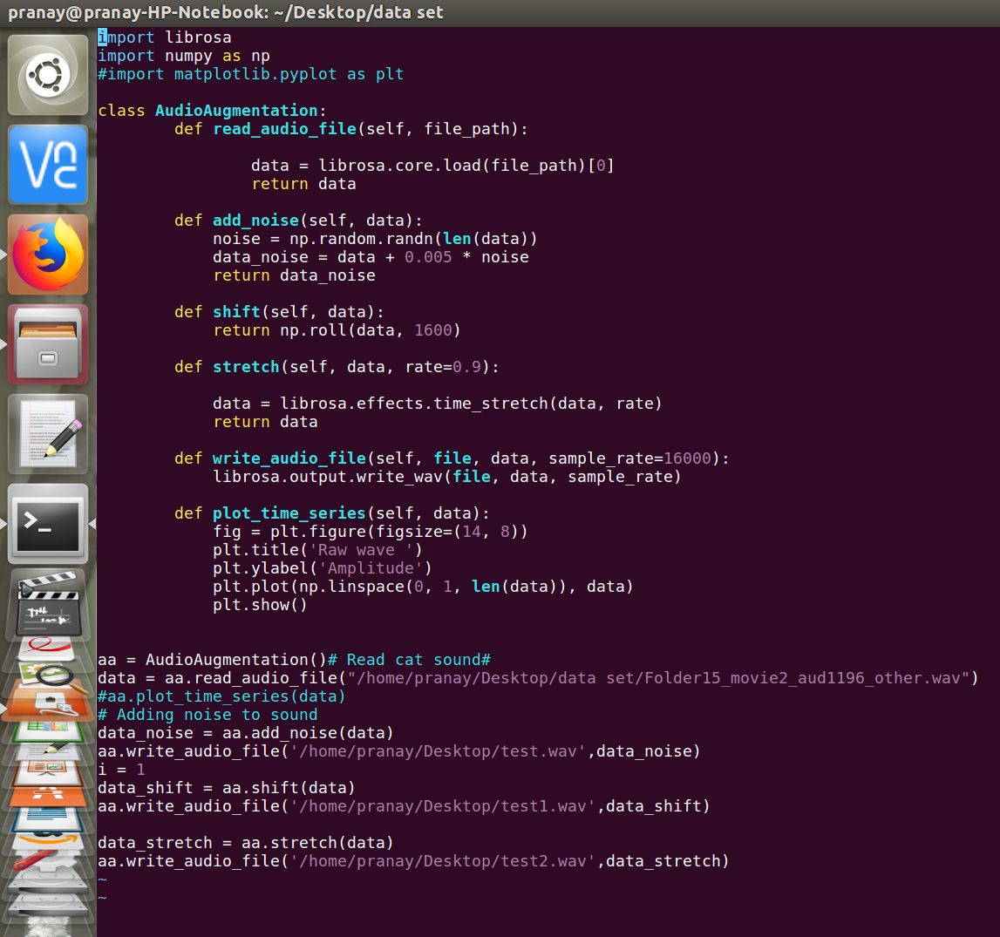 pranay@pranay-HP-Notebook: ~/Desktop/data set
import librosa
import numpy as np
#import matplotlib.pyplot as plt

class AudioAugmentation:
        def read_audio_file(self, file_path):

                data = librosa.core.load(file_path)[0]
                return data

        def add_noise(self, data):
            noise = np.random.randn(len(data))
            data_noise = data + 0.005 * noise
            return data_noise

        def shift(self, data):
            return np.roll(data, 1600)

        def stretch(self, data, rate=0.9):

            data = librosa.effects.time_stretch(data, rate)
            return data

        def write_audio_file(self, file, data, sample_rate=16000):
            librosa.output.write_wav(file, data, sample_rate)

        def plot_time_series(self, data):
            fig = plt.figure(figsize=(14, 8))
            plt.title('Raw wave ')
            plt.ylabel('Amplitude')
            plt.plot(np.linspace(0, 1, len(data)), data)
            plt.show()


aa = AudioAugmentation()# Read cat sound#
data = aa.read_audio_file("/home/pranay/Desktop/data set/Folder15_movie2_aud1196_other.wav")
#aa.plot_time_series(data)
# Adding noise to sound
data_noise = aa.add_noise(data)
aa.write_audio_file('/home/pranay/Desktop/test.wav',data_noise)
i = 1
data_shift = aa.shift(data)
aa.write_audio_file('/home/pranay/Desktop/test1.wav',data_shift)

data_stretch = aa.stretch(data)
aa.write_audio_file('/home/pranay/Desktop/test2.wav',data_stretch)
~
~